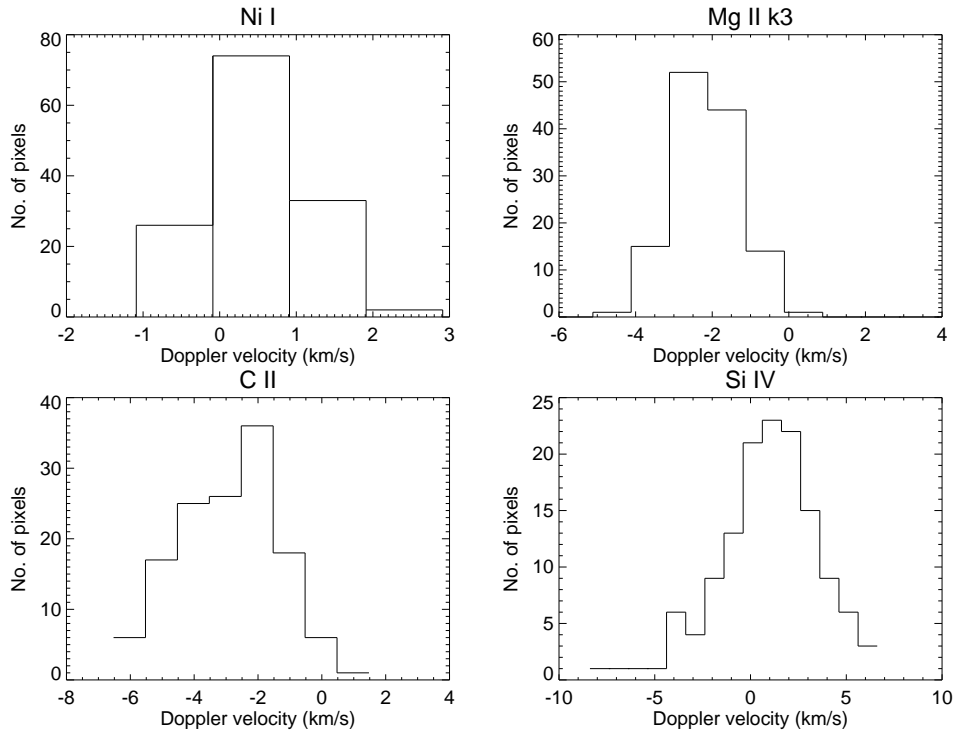 Ni I
No. of pixels
80
60
40
20
0
-2 -1 0 1 2 3
Doppler velocity (km/s)
Mg II k3
No. of pixels
60
50
40
30
20
10
0
-6 -4 -2 0 2 4
Doppler velocity (km/s)
C II
No. of pixels
40
30
20
10
0
-8 -6 -4 -2 0 2 4
Doppler velocity (km/s)
Si IV
No. of pixels
25
20
15
10
5
0
-10 -5 0 5 10
Doppler velocity (km/s)